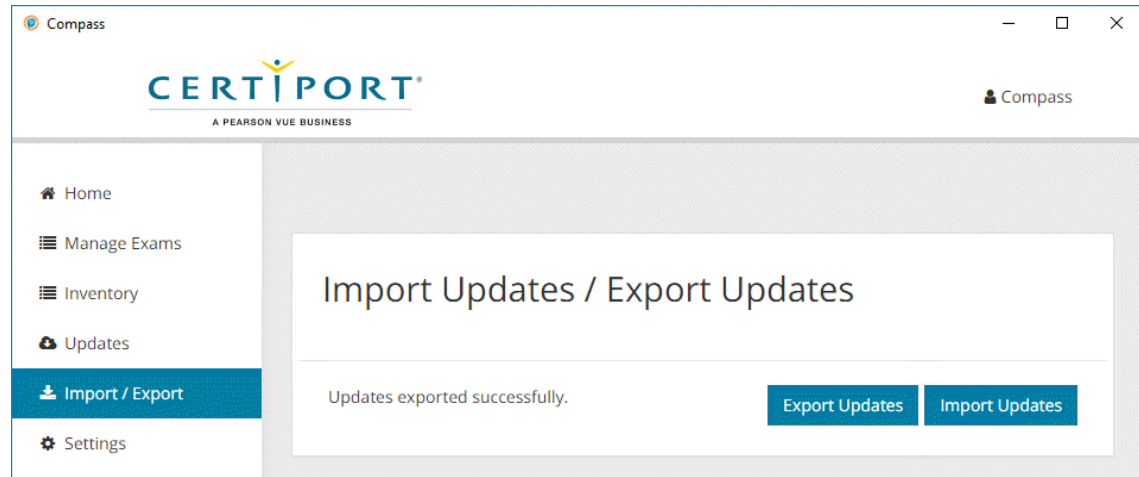 Compass
CERTIPORT®
A PEARSON VUE BUSINESS
Compass
Home
Manage Exams
Inventory
Updates
Import / Export
Settings
Import Updates / Export Updates
Updates exported successfully.
Export Updates
Import Updates